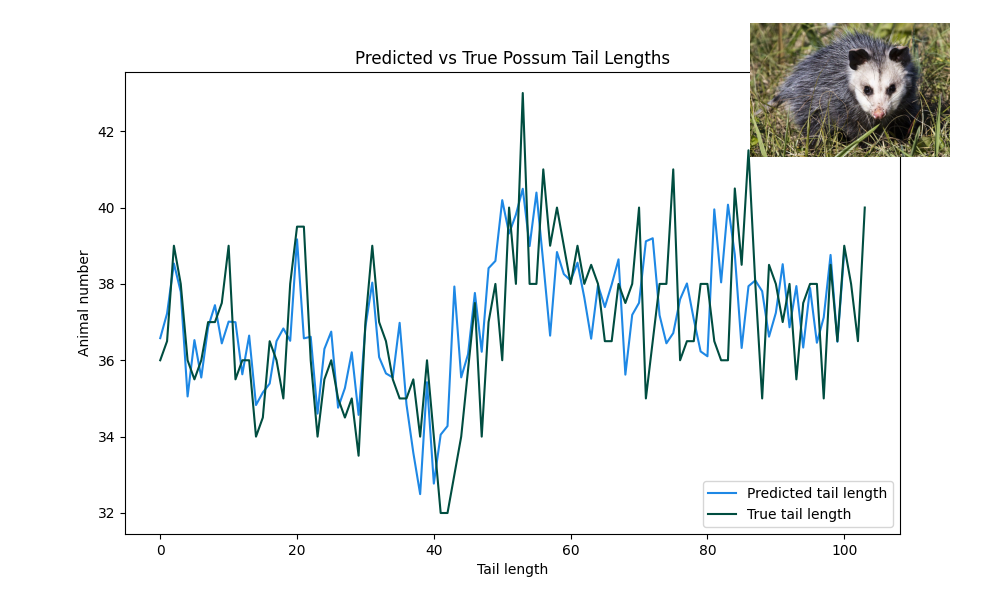 Predicted vs True Possum Tail Lengths
Animal number
42
40
38
36
34
32
0
20
40
60
80
100
Tail length
Predicted tail length
True tail length